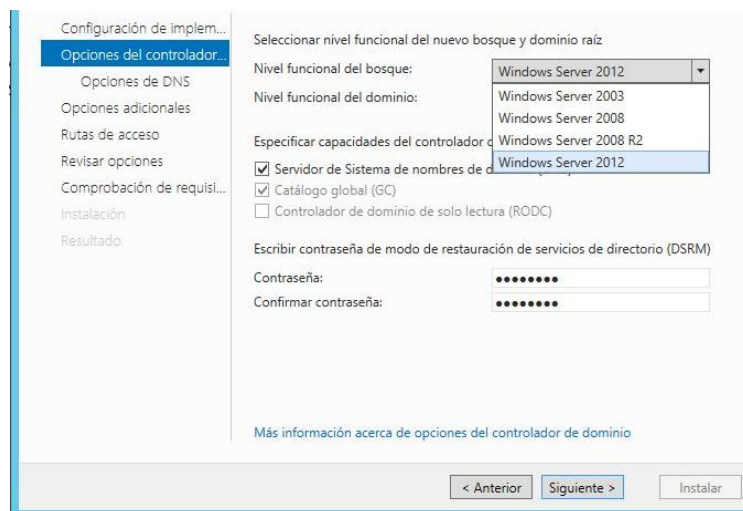 Configuración de implem...
Opciones del controlador...
Opciones de DNS
Opciones adicionales
Rutas de acceso
Revisar opciones
Comprobación de requisi...
Instalación
Resultado
Seleccionar nivel funcional del nuevo bosque y dominio raíz
Nivel funcional del bosque: Windows Server 2012
Nivel funcional del dominio:
Windows Server 2003
Windows Server 2008
Windows Server 2008 R2
Windows Server 2012
Especificar capacidades del controlador
Servidor de Sistema de nombres de
Catálogo global (GC)
Controlador de dominio de solo lectura (RODC)
Escribir contraseña de modo de restauración de servicios de directorio (DSRM)
Contraseña: ●●●●●●●●
Confirmar contraseña: ●●●●●●●●
Más información acerca de opciones del controlador de dominio
< Anterior Siguiente > Instalar